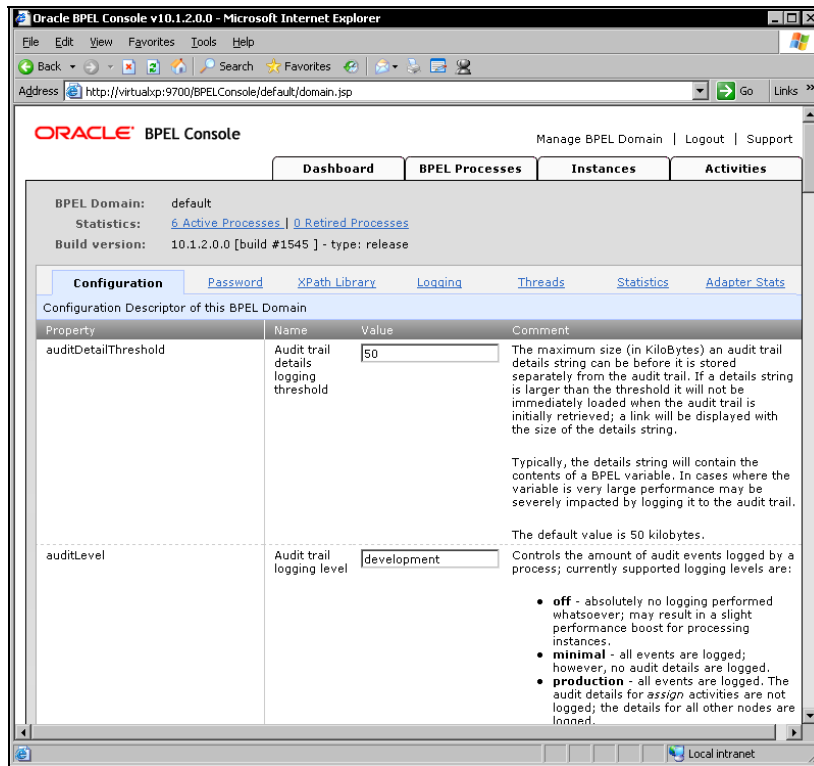 Oracle BPEL Console v10.1.2.0.0 - Microsoft Internet Explorer
File Edit View Favorites Tools Help
Back Search Favorites
Address http://virtualxp:9700/BPELConsole/default/domain.jsp Go Links »
ORACLE BPEL Console
Manage BPEL Domain | Logout | Support
Dashboard BPEL Processes Instances Activities
BPEL Domain: default
Statistics: 6 Active Processes | 0 Retired Processes
Build version: 10.1.2.0.0 [build #1545 ] - type: release
Configuration Password XPath Library Logging Threads Statistics Adapter Stats
Configuration Descriptor of this BPEL Domain
Property Name Value Comment
auditDetailThreshold
Audit trail
details
logging
threshold
50
The maximum size (in KiloBytes) an audit trail
details string can be before it is stored
separately from the audit trail. If a details string
is larger than the threshold it will not be
immediately loaded when the audit trail is
initially retrieved; a link will be displayed with
the size of the details string.
Typically, the details string will contain the
contents of a BPEL variable. In cases where the
variable is very large performance may be
severely impacted by logging it to the audit trail.
The default value is 50 kilobytes.
auditLevel
Audit trail
logging level
development
Controls the amount of audit events logged by a
process; currently supported logging levels are:
• off - absolutely no logging performed
whatsoever; may result in a slight
performance boost for processing
instances.
• minimal - all events are logged;
however, no audit details are logged.
• production - all events are logged. The
audit details for assign activities are not
logged; the details for all other nodes are
logged.
Local intranet